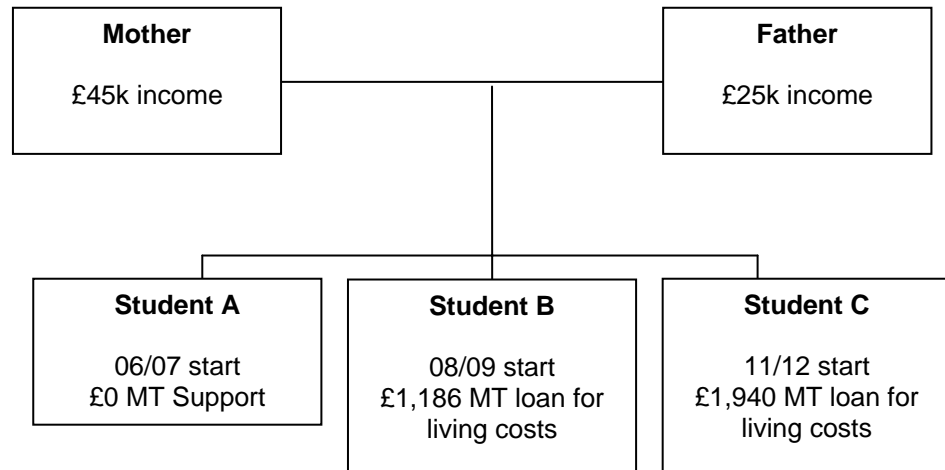 Mother
£45k income
Father
£25k income
Student A
06/07 start
£0 MT Support
Student B
08/09 start
£1,186 MT loan for
living costs
Student C
11/12 start
£1,940 MT loan for
living costs